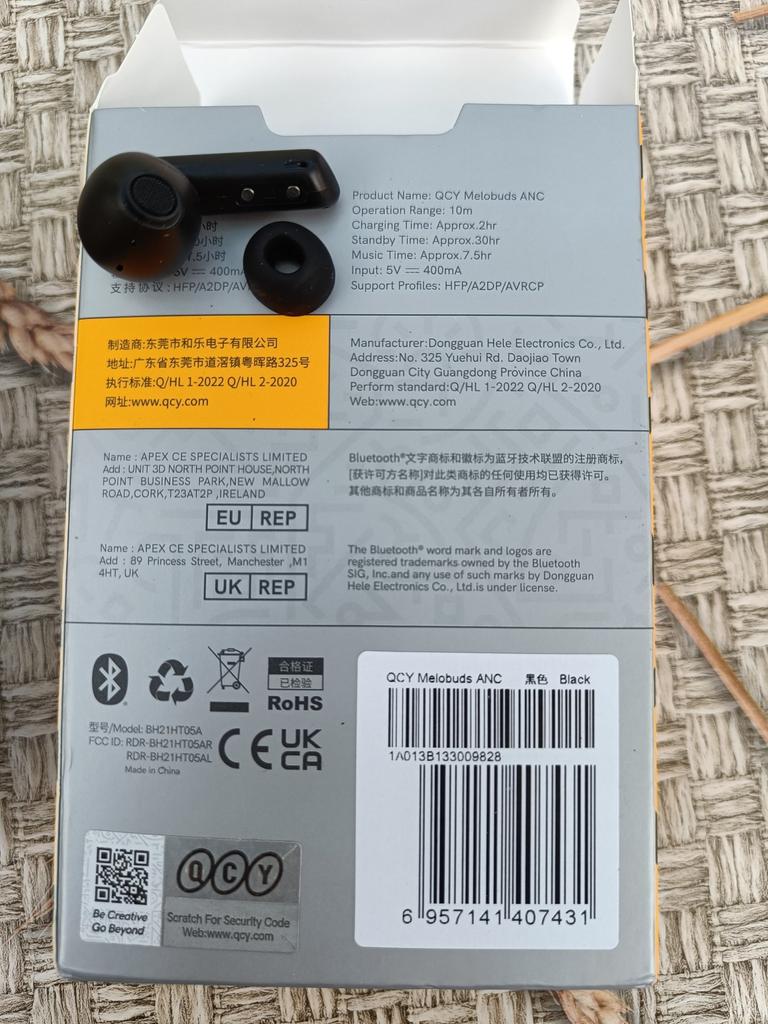 小时
0小时
7.5小时
5V ⎓ 400mA
支持协议:HFP/A2DP/AVR
Product Name: QCY Melobuds ANC
Operation Range: 10m
Charging Time: Approx.2hr
Standby Time: Approx.30hr
Music Time: Approx.7.5hr
Input: 5V ⎓ 400mA
Support Profiles: HFP/A2DP/AVRCP
制造商:东莞市和乐电子有限公司
地址:广东省东莞市道滘镇粤晖路325号
执行标准:Q/HL 1-2022 Q/HL 2-2020
网址:www.qcy.com
Manufacturer:Dongguan Hele Electronics Co., Ltd.
Address:No. 325 Yuehui Rd. Daojiao Town
Dongguan City Guangdong Province China
Perform standard:Q/HL 1-2022 Q/HL 2-2020
Web:www.qcy.com
Name : APEX CE SPECIALISTS LIMITED
Add : UNIT 3D NORTH POINT HOUSE,NORTH
POINT BUSINESS PARK,NEW MALLOW
ROAD,CORK,T23AT2P ,IRELAND
EU REP
Name : APEX CE SPECIALISTS LIMITED
Add : 89 Princess Street, Manchester ,M1
4HT, UK
UK REP
Bluetooth®文字商标和徽标为蓝牙技术联盟的注册商标,
[获许可方名称]对此类商标的任何使用均已获得许可。
其他商标和商品名称为其各自所有者所有。
The Bluetooth® word mark and logos are
registered trademarks owned by the Bluetooth
SIG, Inc.and any use of such marks by Dongguan
Hele Electronics Co., Ltd.is under license.
合格证
已检验
RoHS
型号/Model: BH21HT05A
FCC ID: RDR-BH21HT05AR
RDR-BH21HT05AL
Made in China
CE
UK
CA
QCY Melobuds ANC 黑色 Black
1A013B133009828
6 957141 407431
Be Creative
Go Beyond
QCY
Scratch For Security Code
Web:www.qcy.com